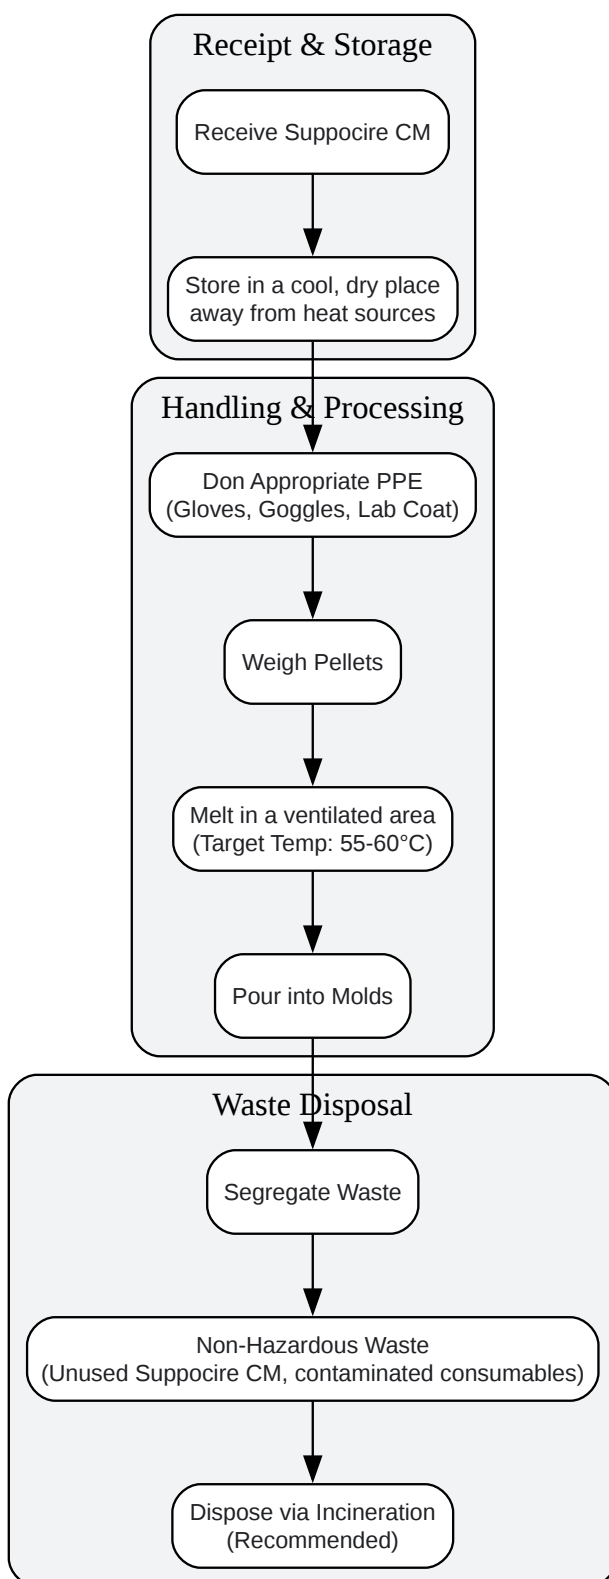 Receipt & Storage
Receive Suppocire CM
Store in a cool, dry place
away from heat sources
Handling & Processing
Don Appropriate PPE
(Gloves, Goggles, Lab Coat)
Weigh Pellets
Melt in a ventilated area
(Target Temp: 55-60°C)
Pour into Molds
Waste Disposal
Segregate Waste
Non-Hazardous Waste
(Unused Suppocire CM, contaminated consumables)
Dispose via Incineration
(Recommended)